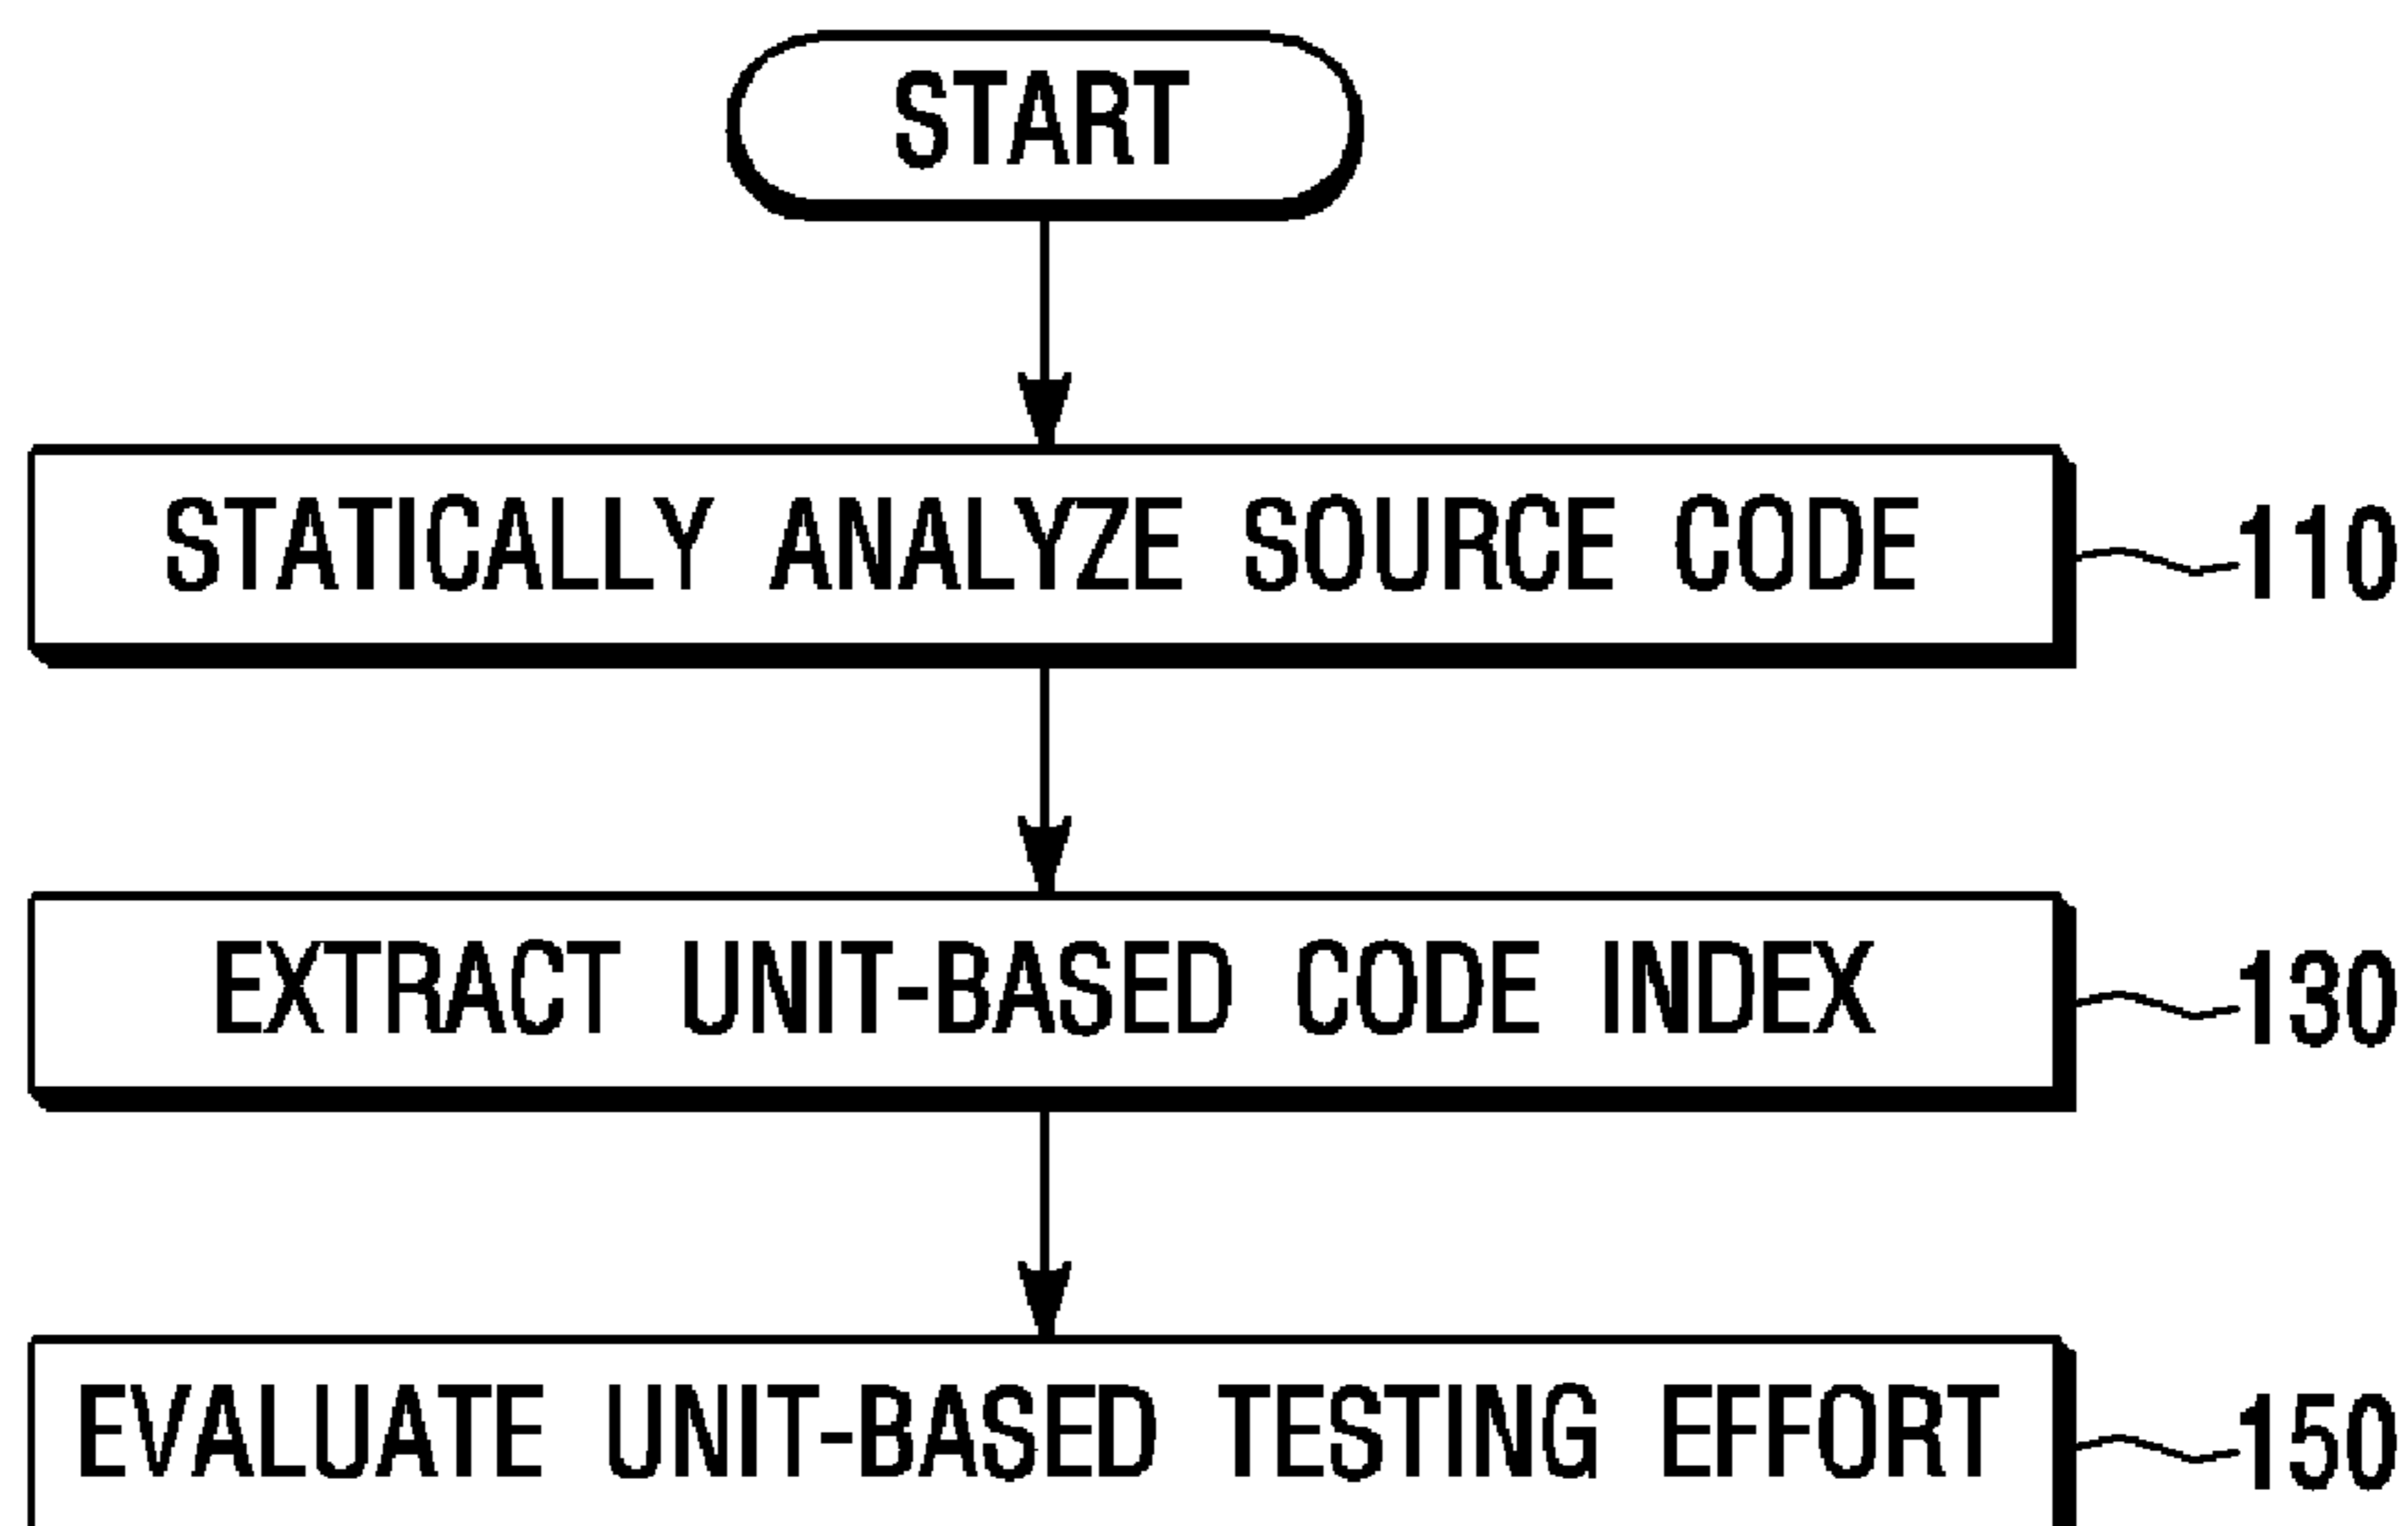 START
STATICALLY ANALYZE SOURCE CODE
110
EXTRACT UNIT-BASED CODE INDEX
130
EVALUATE UNIT-BASED TESTING EFFORT
150